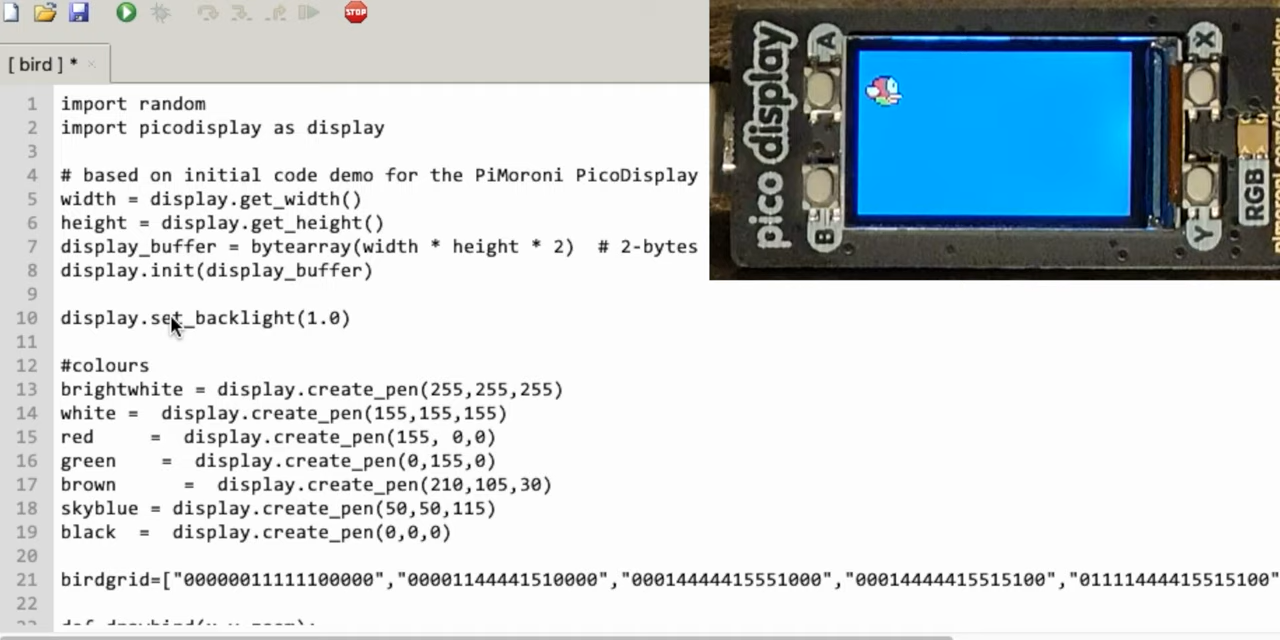 STOP
[ bird ] *
1 import random
2 import picodisplay as display
3
4 # based on initial code demo for the PiMoroni PicoDisplay
5 width = display.get_width()
6 height = display.get_height()
7 display_buffer = bytearray(width * height * 2)  # 2-bytes
8 display.init(display_buffer)
9
10 display.set_backlight(1.0)
11
12 #colours
13 brightwhite = display.create_pen(255,255,255)
14 white =  display.create_pen(155,155,155)
15 red     =  display.create_pen(155, 0,0)
16 green    =  display.create_pen(0,155,0)
17 brown      =  display.create_pen(210,105,30)
18 skyblue = display.create_pen(50,50,115)
19 black  =  display.create_pen(0,0,0)
20
21 birdgrid=["00000011111100000","00001144441510000","00014444415551000","00014444415515100","01111444415515100"
22
pico display
A
B
X
Y
RGB